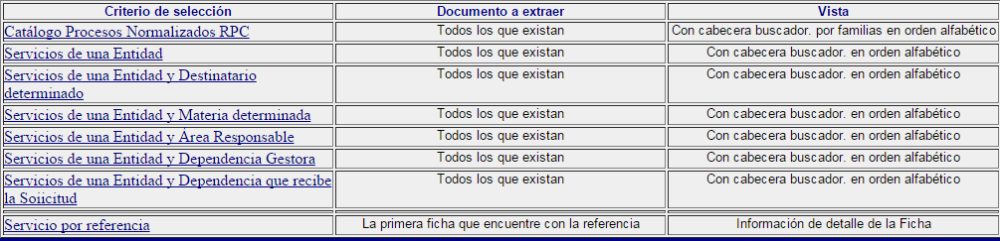 Criterio de selección Documento a extraer Vista
Catálogo Procesos Normalizados RPC Todos los que existan Con cabecera buscador. por familias en orden alfabético
Servicios de una Entidad Todos los que existan Con cabecera buscador. en orden alfabético
Servicios de una Entidad y Destinatario Todos los que existan Con cabecera buscador. en orden alfabético
determinado
Servicios de una Entidad y Materia determinada Todos los que existan Con cabecera buscador. en orden alfabético
Servicios de una Entidad y Área Responsable Todos los que existan Con cabecera buscador. en orden alfabético
Servicios de una Entidad y Dependencia Gestora Todos los que existan Con cabecera buscador. en orden alfabético
Servicios de una Entidad y Dependencia que recibe Todos los que existan Con cabecera buscador. en orden alfabético
la Soiicitud
Servicio por referencia La primera ficha que encuentre con la referencia Información de detalle de la Ficha